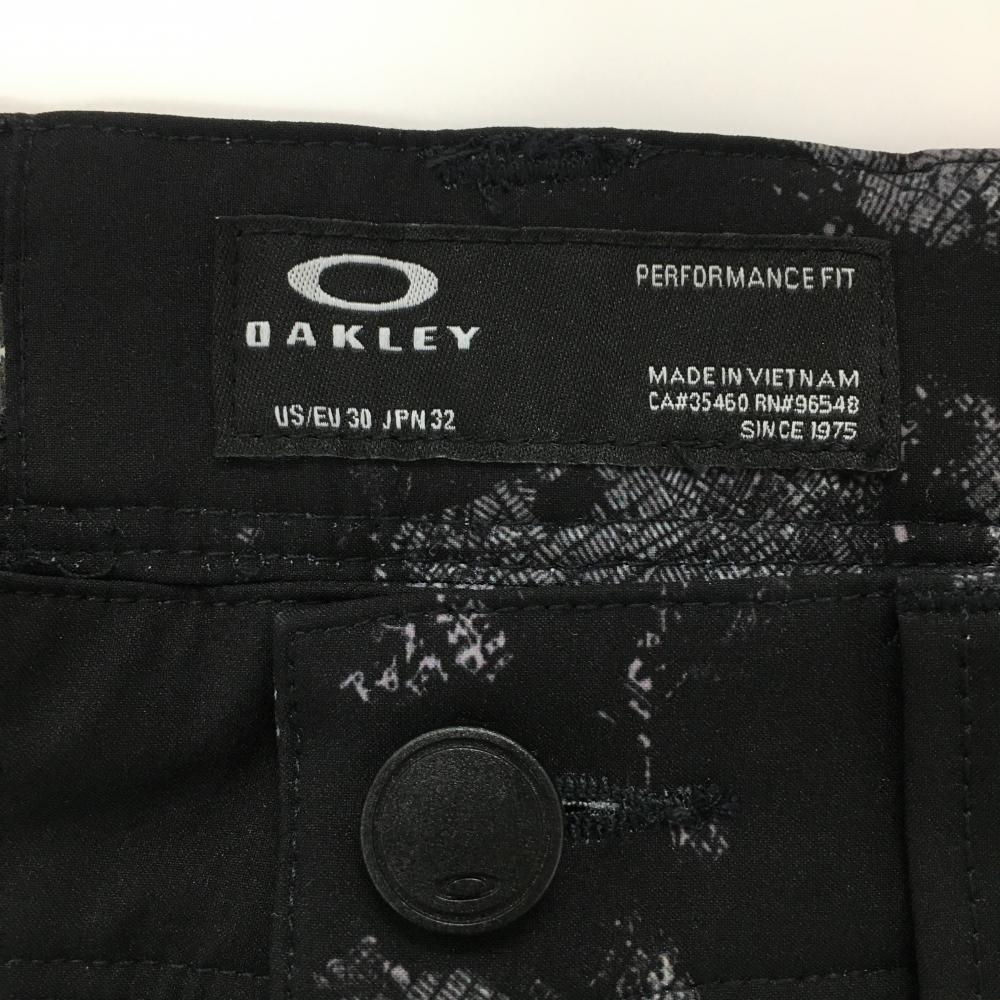 OAKLEY
US/EU 30 JPN 32
PERFORMANCE FIT
MADE IN VIETNAM
CA#35460 RN#96548
SINCE 1975